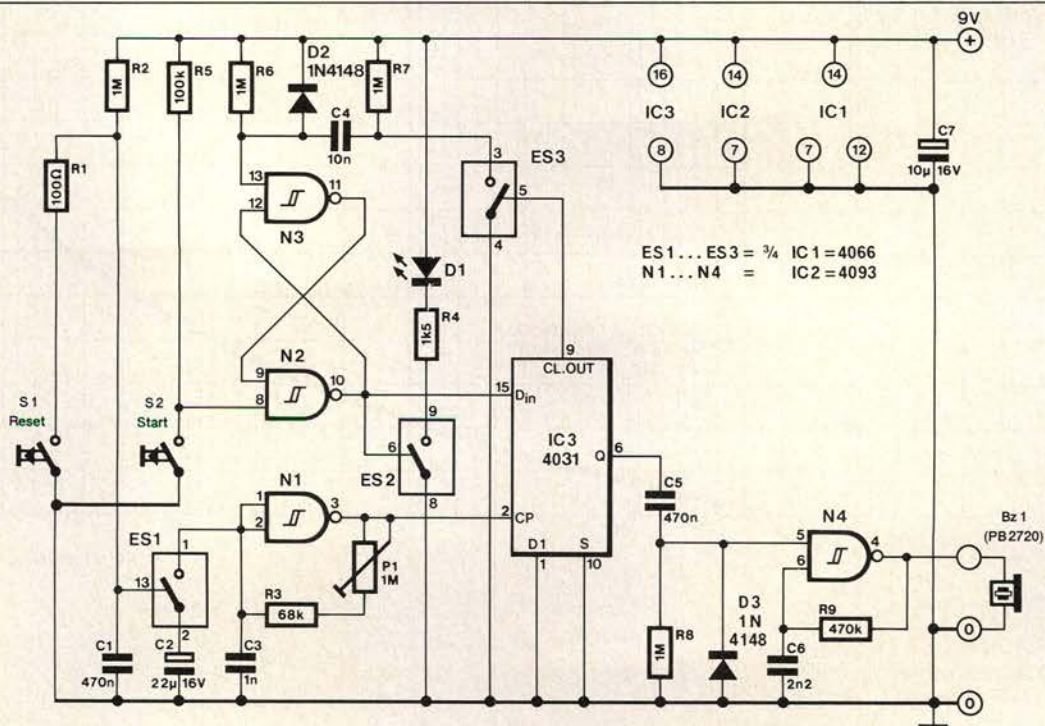 9V
+
R2
1M
R5
100k
R6
1M
D2
1N4148
R7
1M
C4
10n
R1
100Ω
16
14
14
IC3
IC2
IC1
8
7
7
12
C7
10µ 16V
ES3
3
5
4
13
11
12
N3
ES1...ES3 = ¾ IC1 = 4066
N1...N4 = IC2 = 4093
D1
R4
1k5
S1
Reset
S2
Start
N2
9
10
8
9
6
ES2
8
15
Din
9
CL.OUT
IC3
4031
Q
6
2
CP
D1
S
1
10
N1
1
3
2
P1
1M
R3
68k
ES1
1
13
2
C1
470n
C2
22µ 16V
C3
1n
C5
470n
N4
5
4
6
Bz1
(PB2720)
R8
1M
D3
1N
4148
R9
470k
C6
2n2
0
0